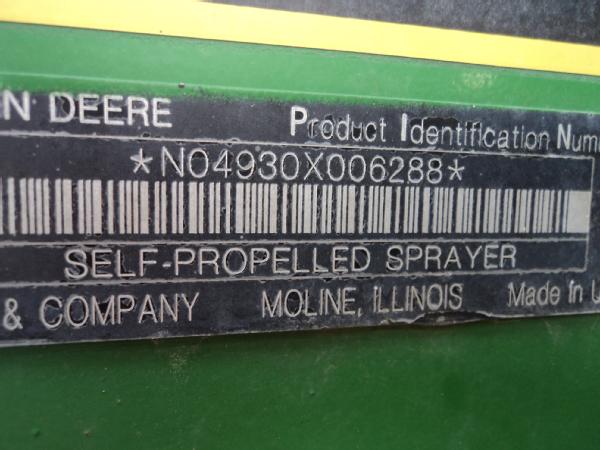 N DEERE
Product Identification Num
*N04930X006288*
SELF-PROPELLED SPRAYER
& COMPANY MOLINE, ILLINOIS Made in U